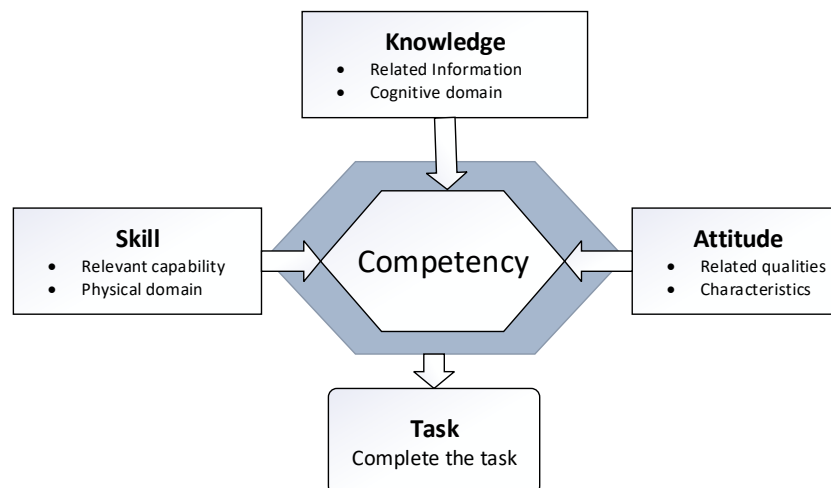 Knowledge
• Related Information
• Cognitive domain
Skill
• Relevant capability
• Physical domain
Competency
Attitude
• Related qualities
• Characteristics
Task
Complete the task